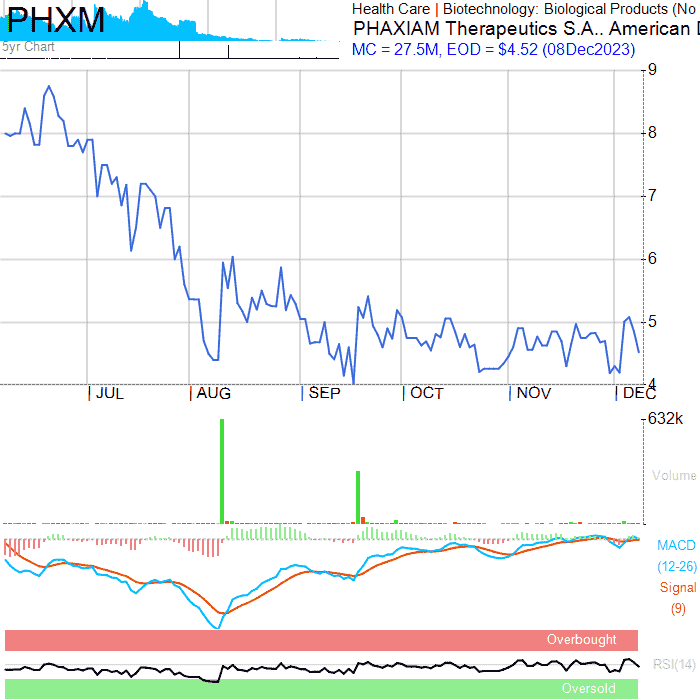 PHXM
5yr Chart
Health Care | Biotechnology: Biological Products (No
PHAXIAM Therapeutics S.A.. American D
MC = 27.5M, EOD = $4.52 (08Dec2023)
9
8
7
6
5
4
JUL AUG SEP OCT NOV DEC
632k
Volume
MACD
(12-26)
Signal
(9)
Overbought
RSI(14)
Oversold